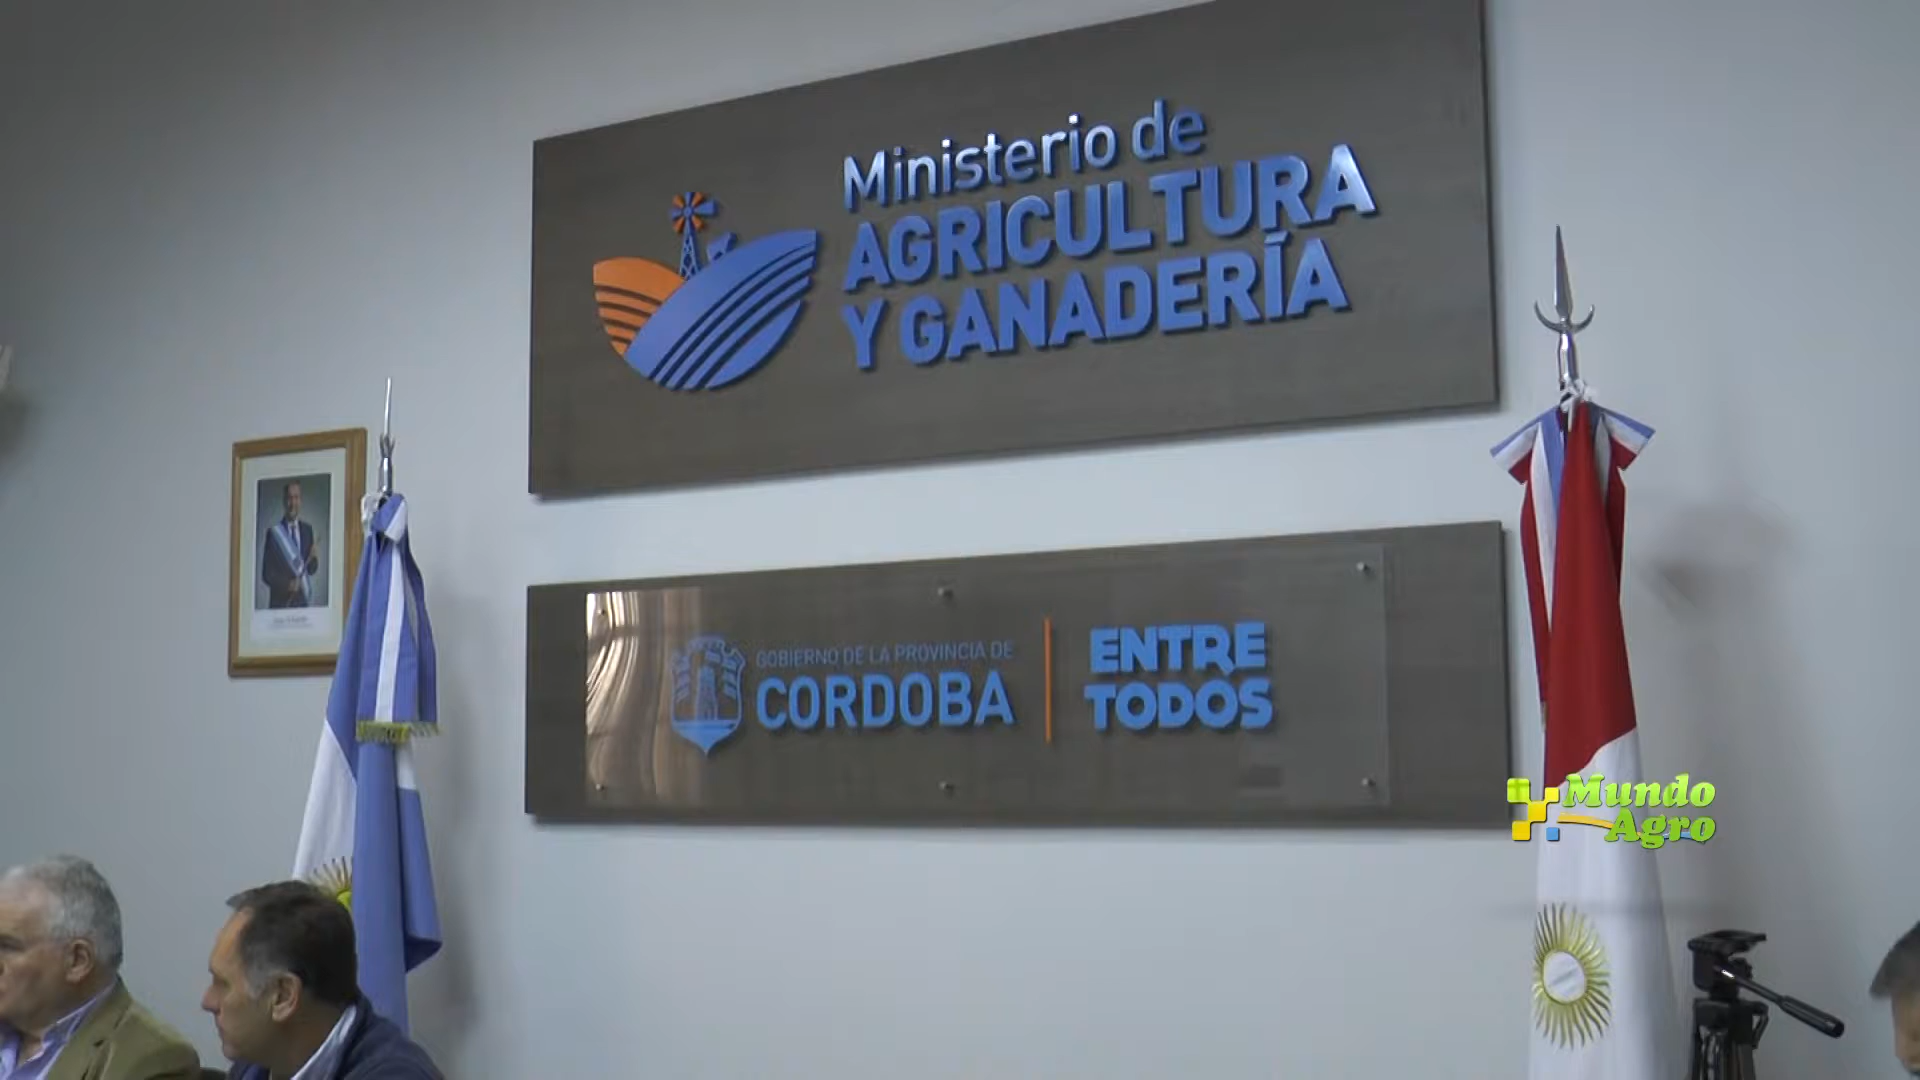 Ministerio de
AGRICULTURA
Y GANADERÍA
GOBIERNO DE LA PROVINCIA DE
CORDOBA
ENTRE
TODOS
Mundo
Agro